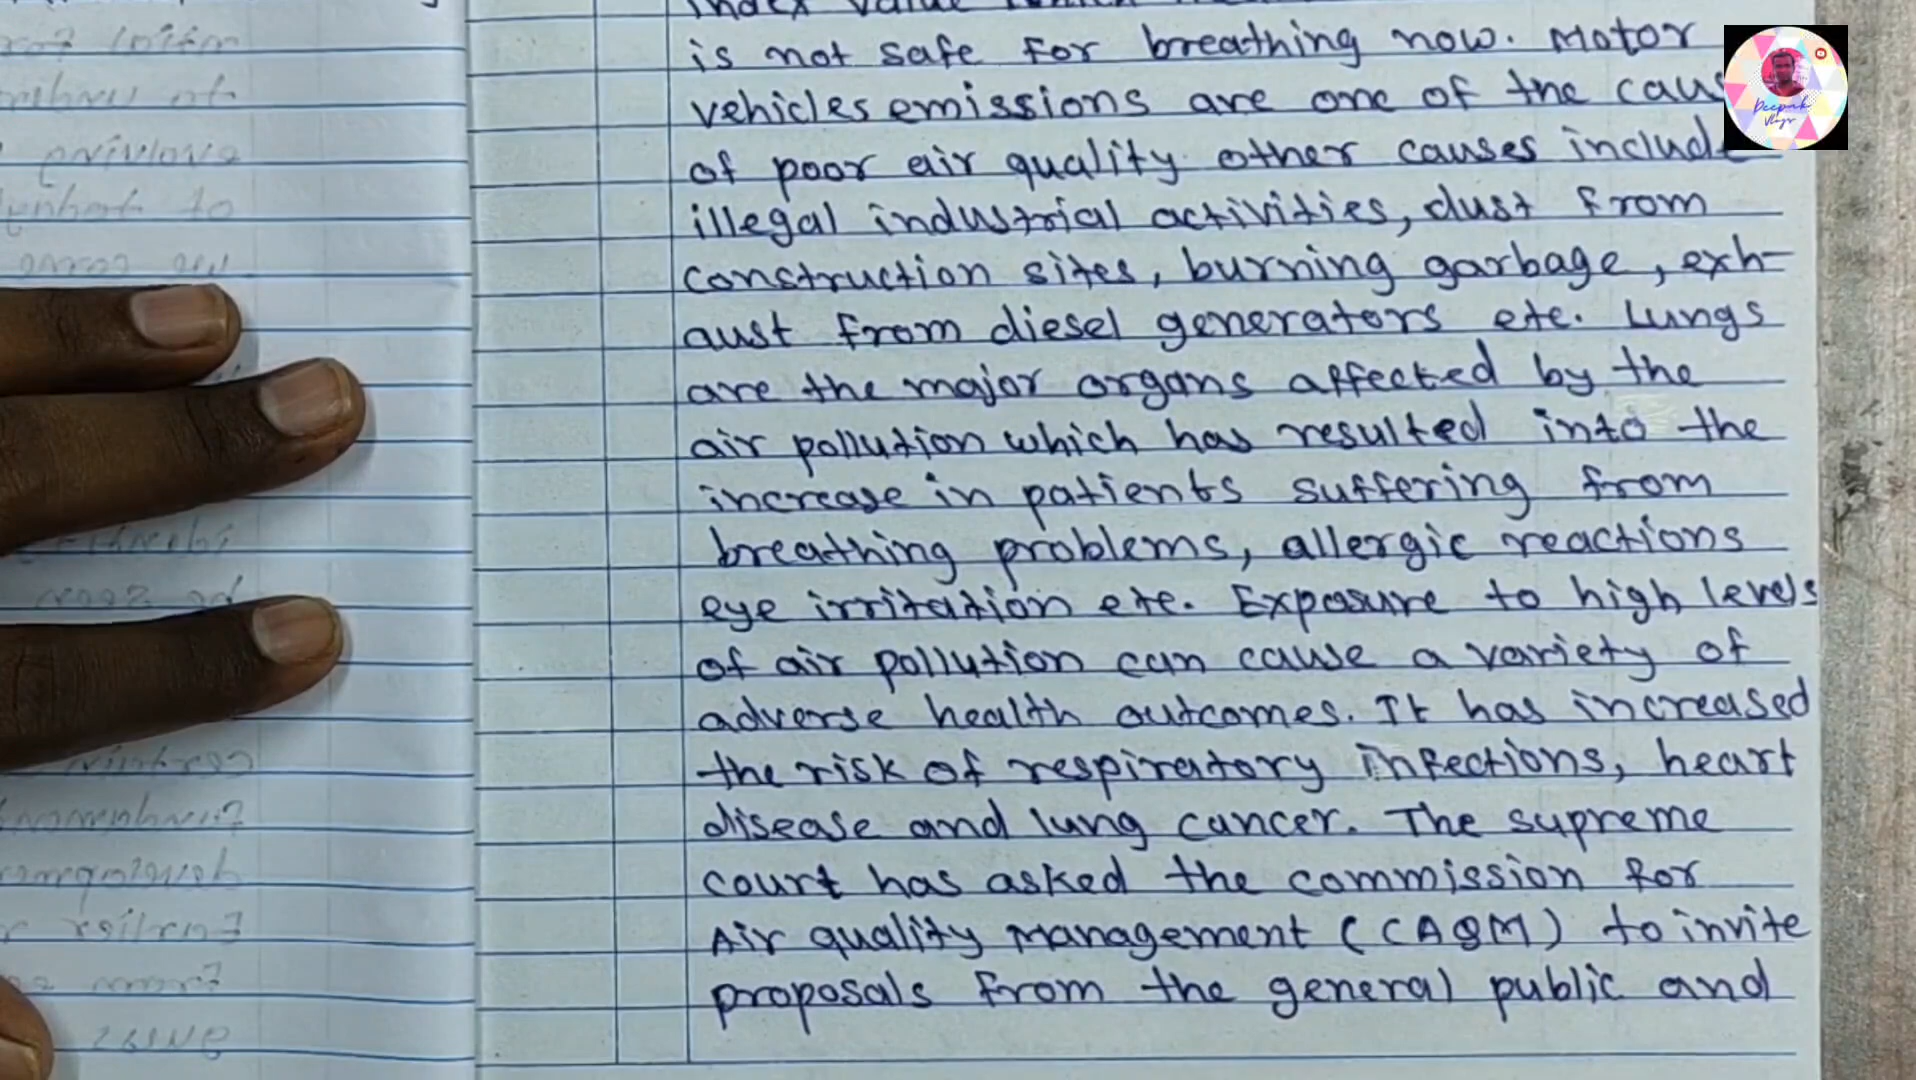 index value which
is not safe for breathing now. Motor
vehicles emissions are one of the caus
of poor air quality. other causes include
illegal industrial activities, dust from
construction sites, burning garbage, exh-
aust from diesel generators etc. Lungs
are the major organs affected by the
air pollution which has resulted into the
increase in patients suffering from
breathing problems, allergic reactions
eye irritation etc. Exposure to high levels
of air pollution can cause a variety of
adverse health outcomes. It has increased
the risk of respiratory infections, heart
disease and lung cancer. The supreme
court has asked the commission for
Air quality Management (CAQM) to invite
proposals from the general public and
Deepak
Vlogs